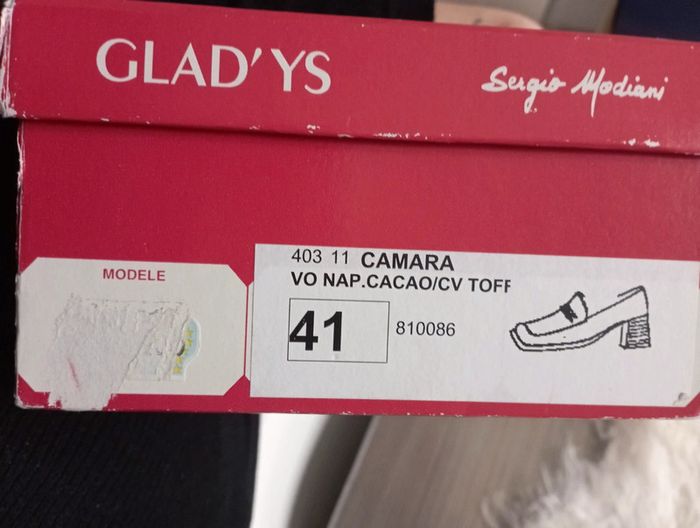 GLAD'YS
Sergio Modiani
MODELE
403 11 CAMARA
VO NAP.CACAO/CV TOFF
41
810086